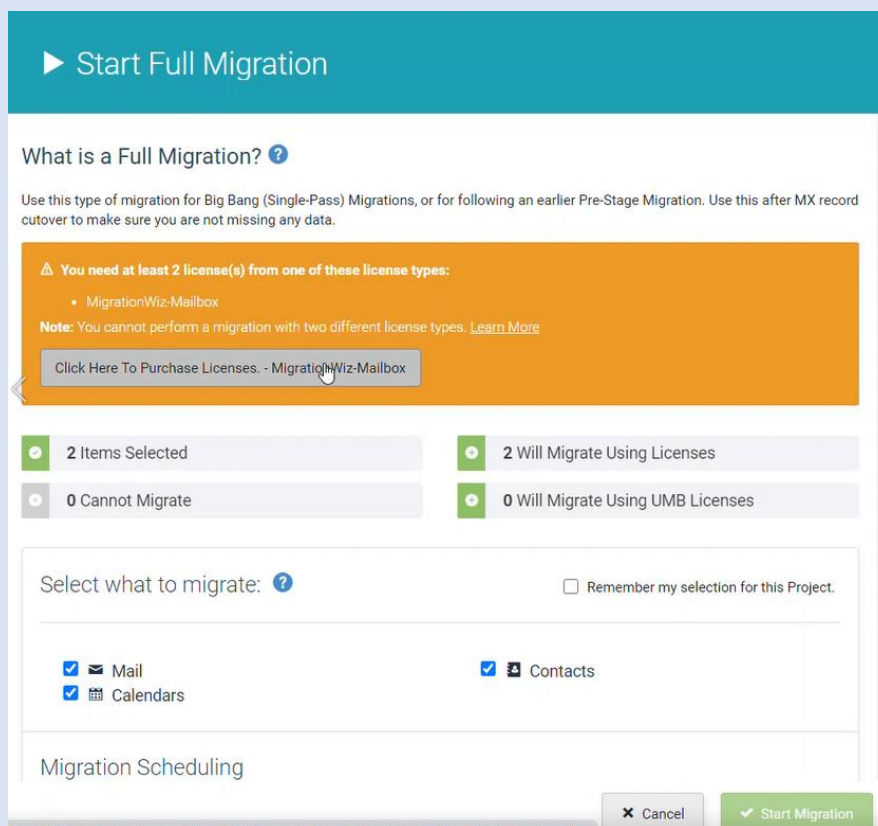 Start Full Migration
What is a Full Migration?
Use this type of migration for Big Bang (Single-Pass) Migrations, or for following an earlier Pre-Stage Migration. Use this after MX record
cutover to make sure you are not missing any data.
You need at least 2 license(s) from one of these license types:
• MigrationWiz-Mailbox
Note: You cannot perform a migration with two different license types. Learn More
Click Here To Purchase Licenses. - MigrationWiz-Mailbox
2 Items Selected
2 Will Migrate Using Licenses
0 Cannot Migrate
0 Will Migrate Using UMB Licenses
Select what to migrate:
Remember my selection for this Project.
Mail
Contacts
Calendars
Migration Scheduling
Cancel
Start Migration